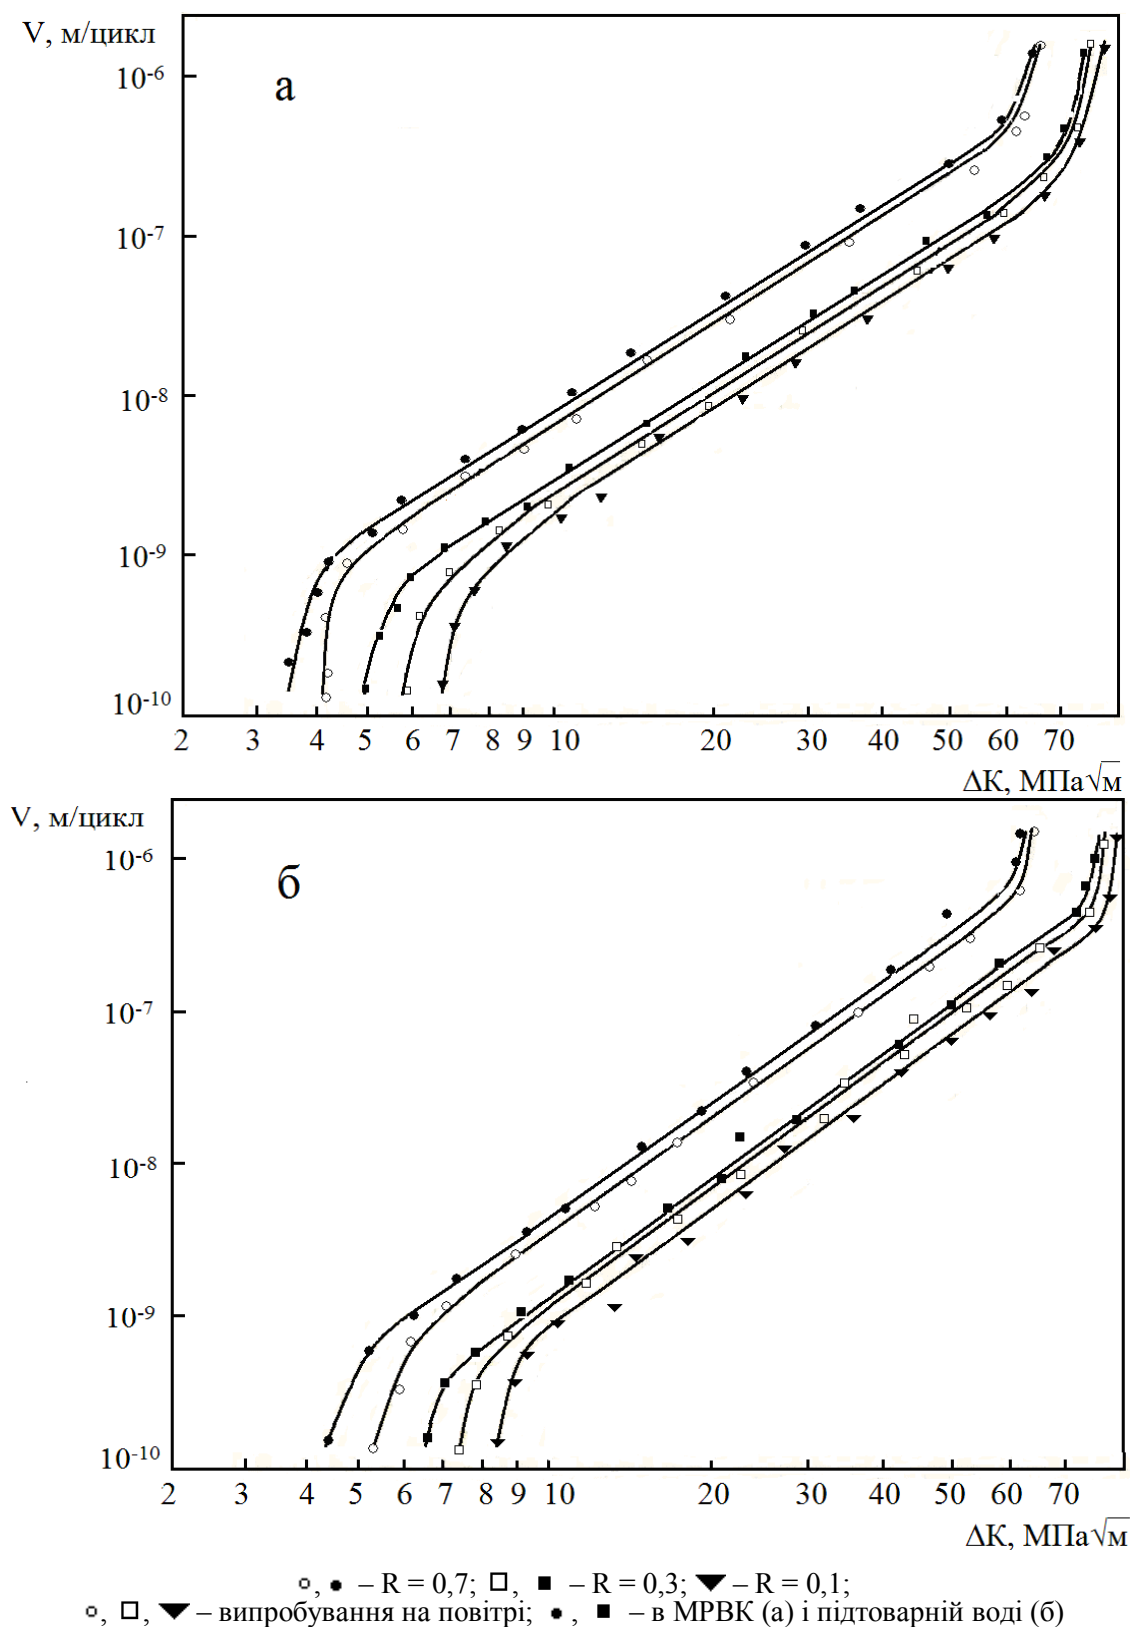 V, м/цикл
а
10-6
10-7
10-8
10-9
10-10
2 3 4 5 6 7 8 9 10 20 30 40 50 60 70
ΔК, МПа√м
V, м/цикл
б
10-6
10-7
10-8
10-9
10-10
2 3 4 5 6 7 8 9 10 20 30 40 50 60 70
ΔК, МПа√м
○, ● – R = 0,7; □, ■ – R = 0,3; ▼ – R = 0,1;
○, □, ▼ – випробування на повітрі; ●, ■ – в МРВК (а) і підтоварній воді (б)